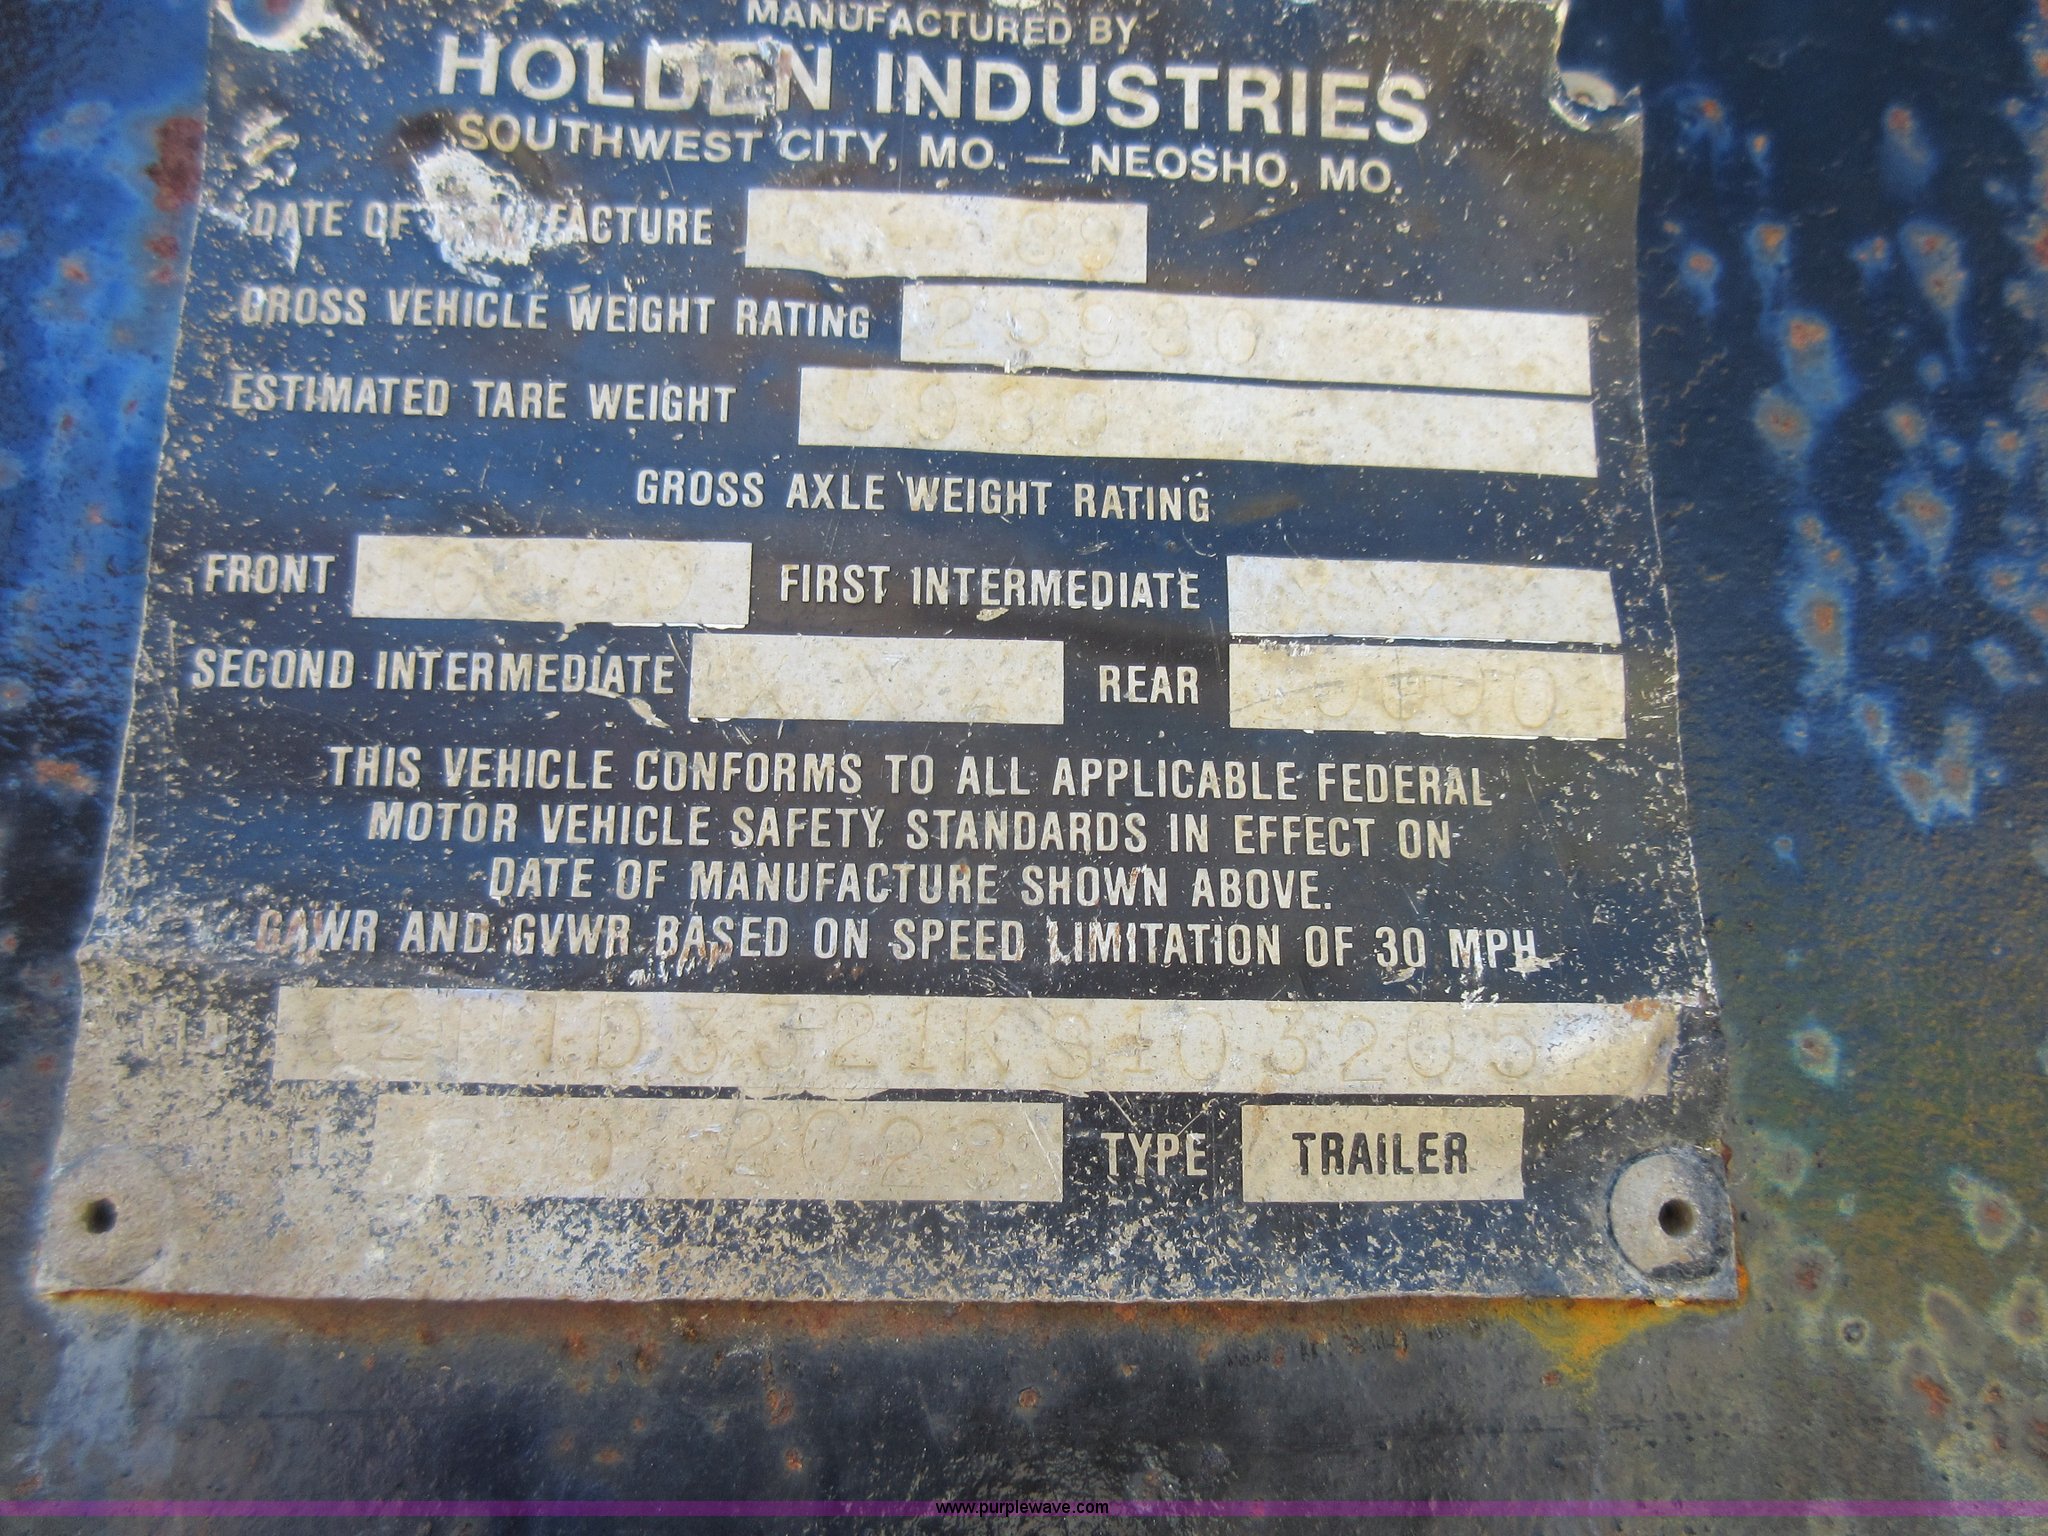 MANUFACTURED BY
HOLDEN INDUSTRIES
SOUTHWEST CITY, MO. — NEOSHO, MO.
DATE OF MANUFACTURE
GROSS VEHICLE WEIGHT RATING
ESTIMATED TARE WEIGHT
GROSS AXLE WEIGHT RATING
FRONT FIRST INTERMEDIATE
SECOND INTERMEDIATE REAR
THIS VEHICLE CONFORMS TO ALL APPLICABLE FEDERAL
MOTOR VEHICLE SAFETY STANDARDS IN EFFECT ON
DATE OF MANUFACTURE SHOWN ABOVE.
GAWR AND GVWR BASED ON SPEED LIMITATION OF 30 MPH
TYPE TRAILER
www.purplewave.com